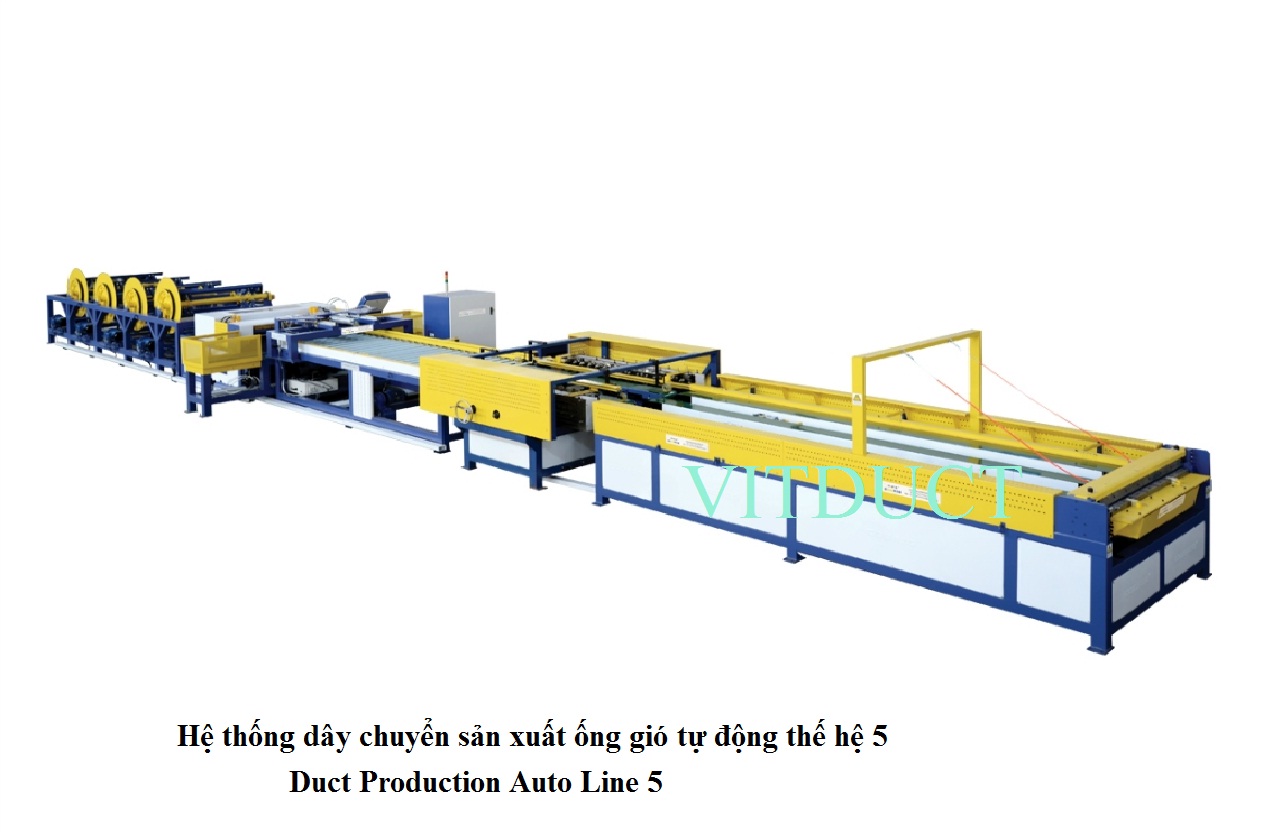 VITDUCT
Hệ thống dây chuyển sản xuất ống gió tự động thế hệ 5
Duct Production Auto Line 5